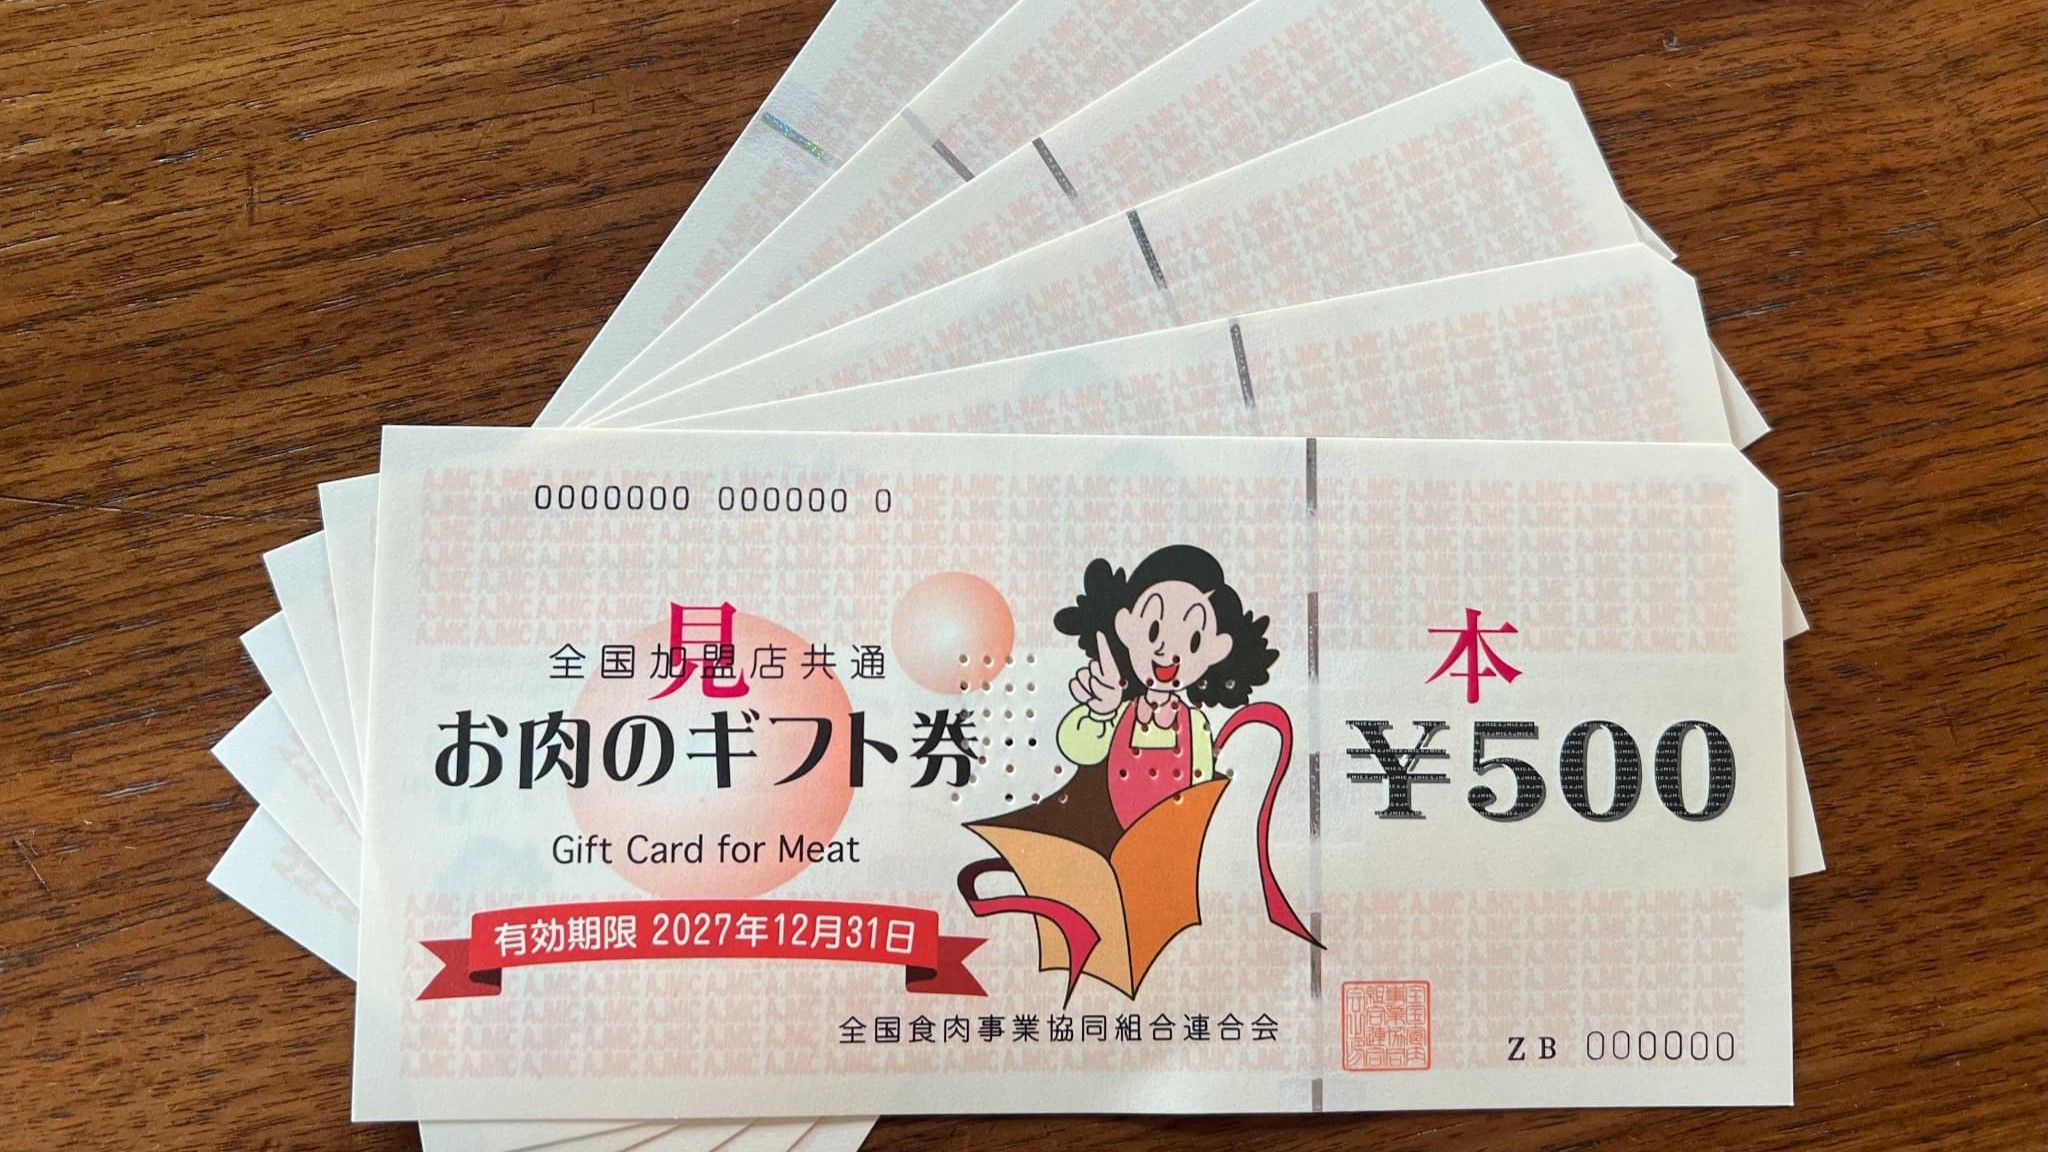 0000000 000000 0
見本
全国加盟店共通
お肉のギフト券
¥500
Gift Card for Meat
有効期限 2027年12月31日
全国食肉事業協同組合連合会
ZB 000000